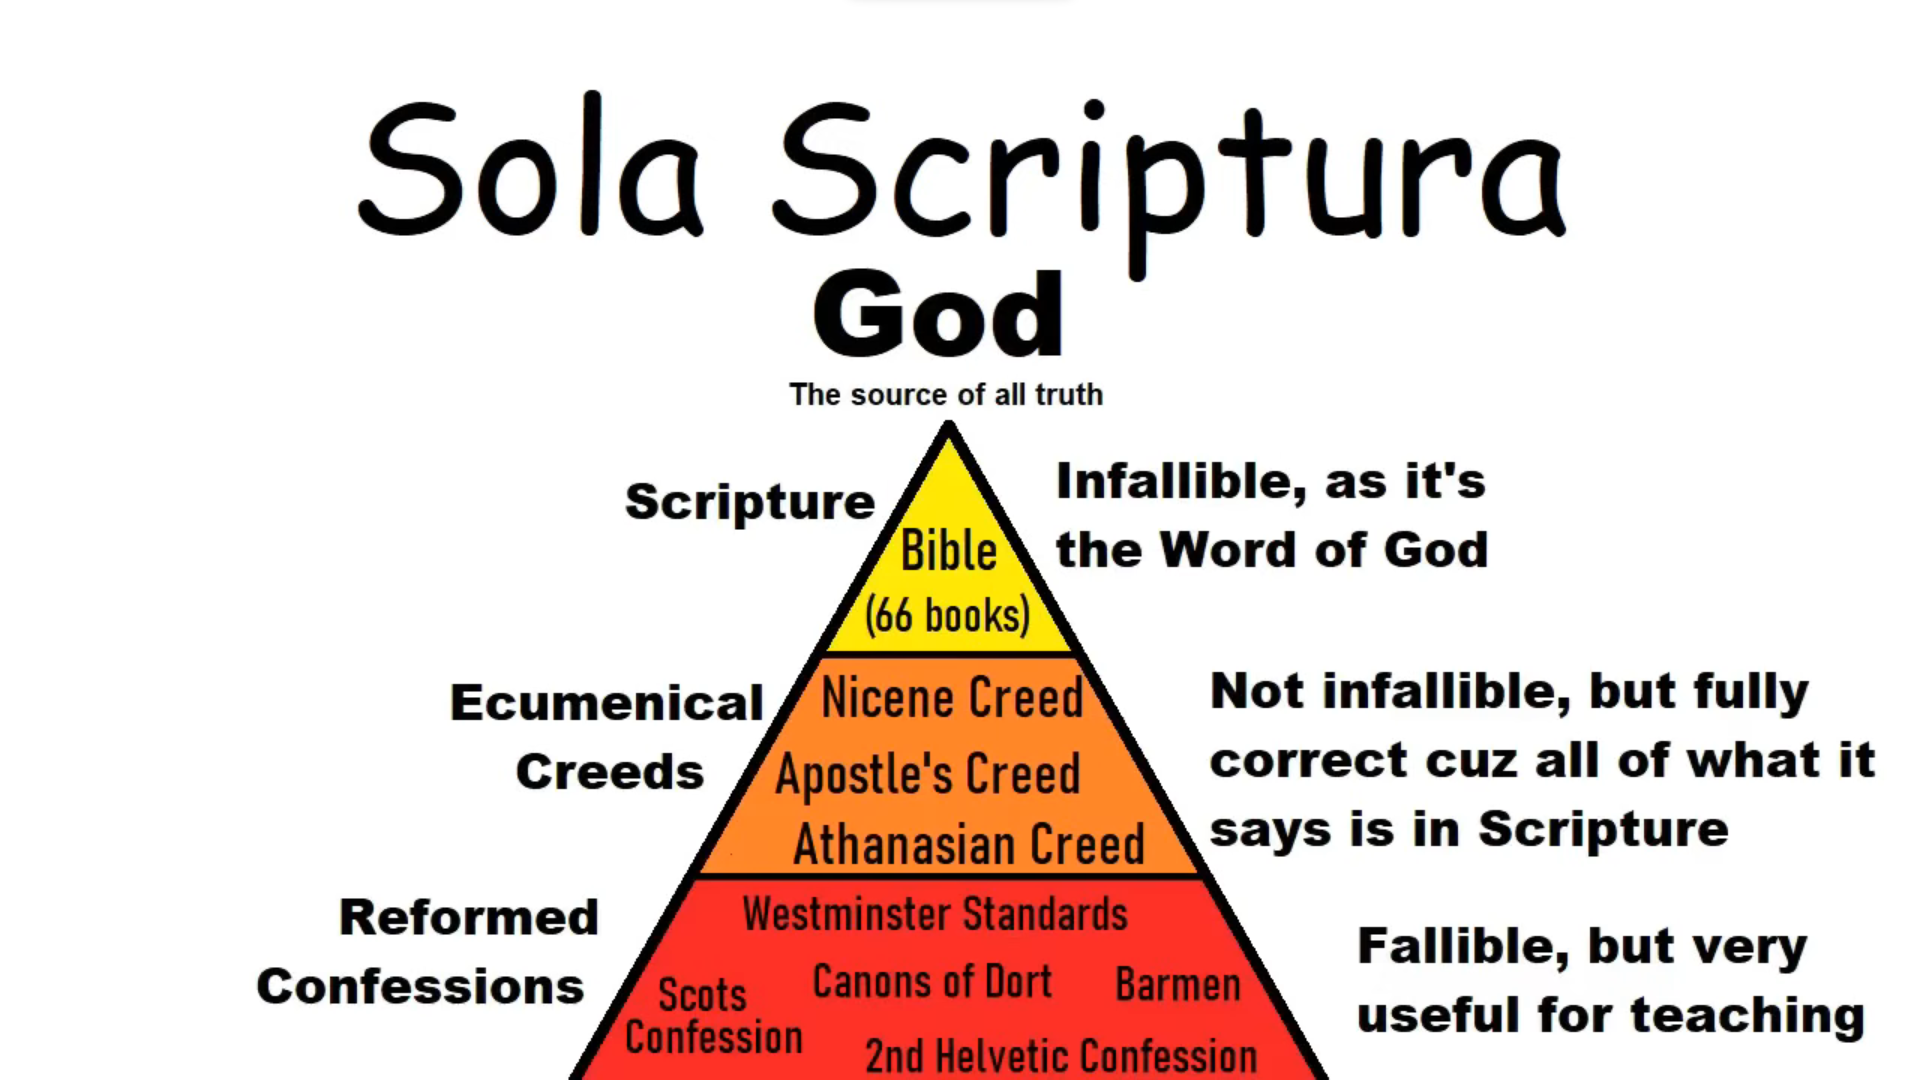 Sola Scriptura
God
The source of all truth
Scripture
Infallible, as it's
the Word of God
Bible
(66 books)
Ecumenical
Creeds
Nicene Creed
Apostle's Creed
Athanasian Creed
Not infallible, but fully
correct cuz all of what it
says is in Scripture
Reformed
Confessions
Westminster Standards
Scots
Confession
Canons of Dort
Barmen
2nd Helvetic Confession
Fallible, but very
useful for teaching